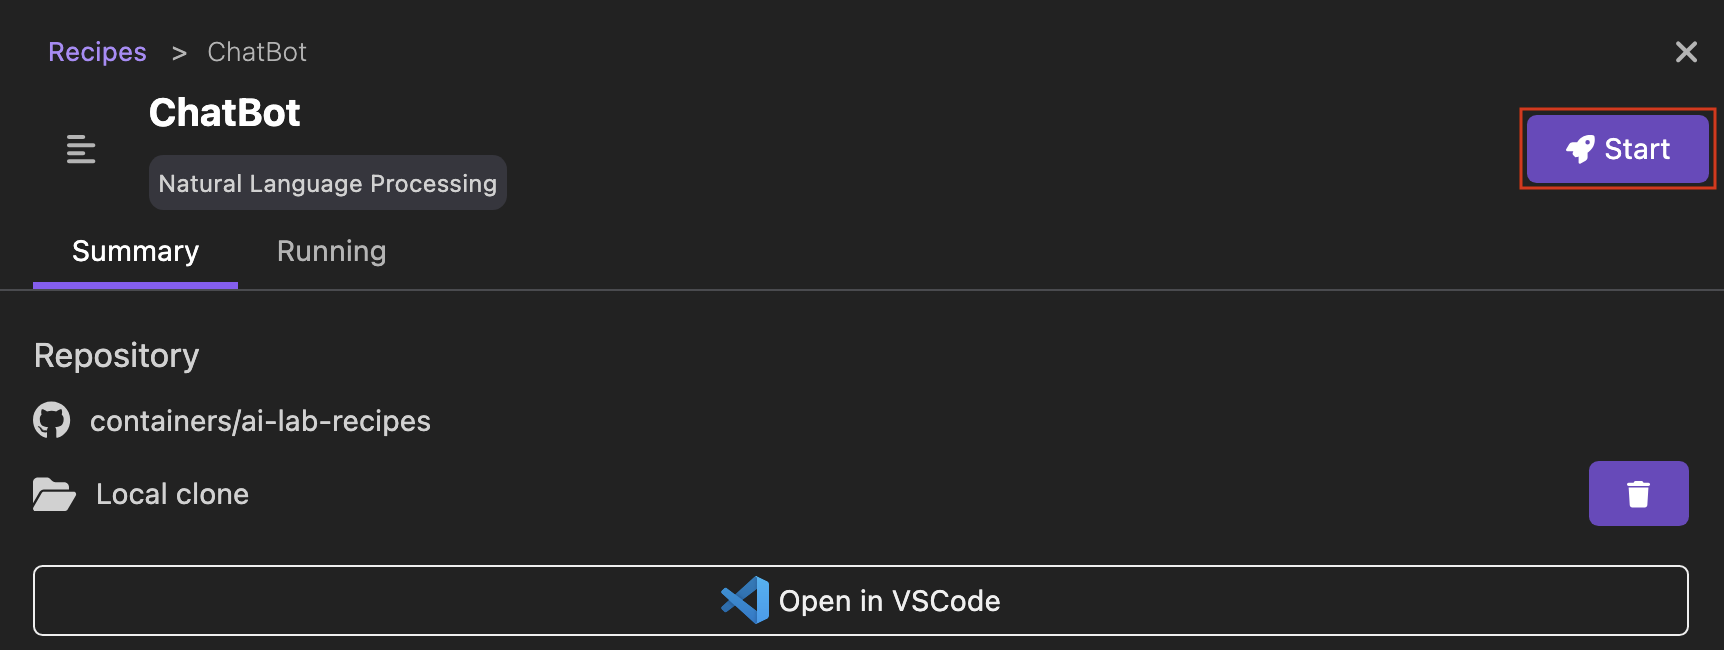 Recipes > ChatBot
ChatBot
Start
Natural Language Processing
Summary Running
Repository
containers/ai-lab-recipes
Local clone
Open in VSCode